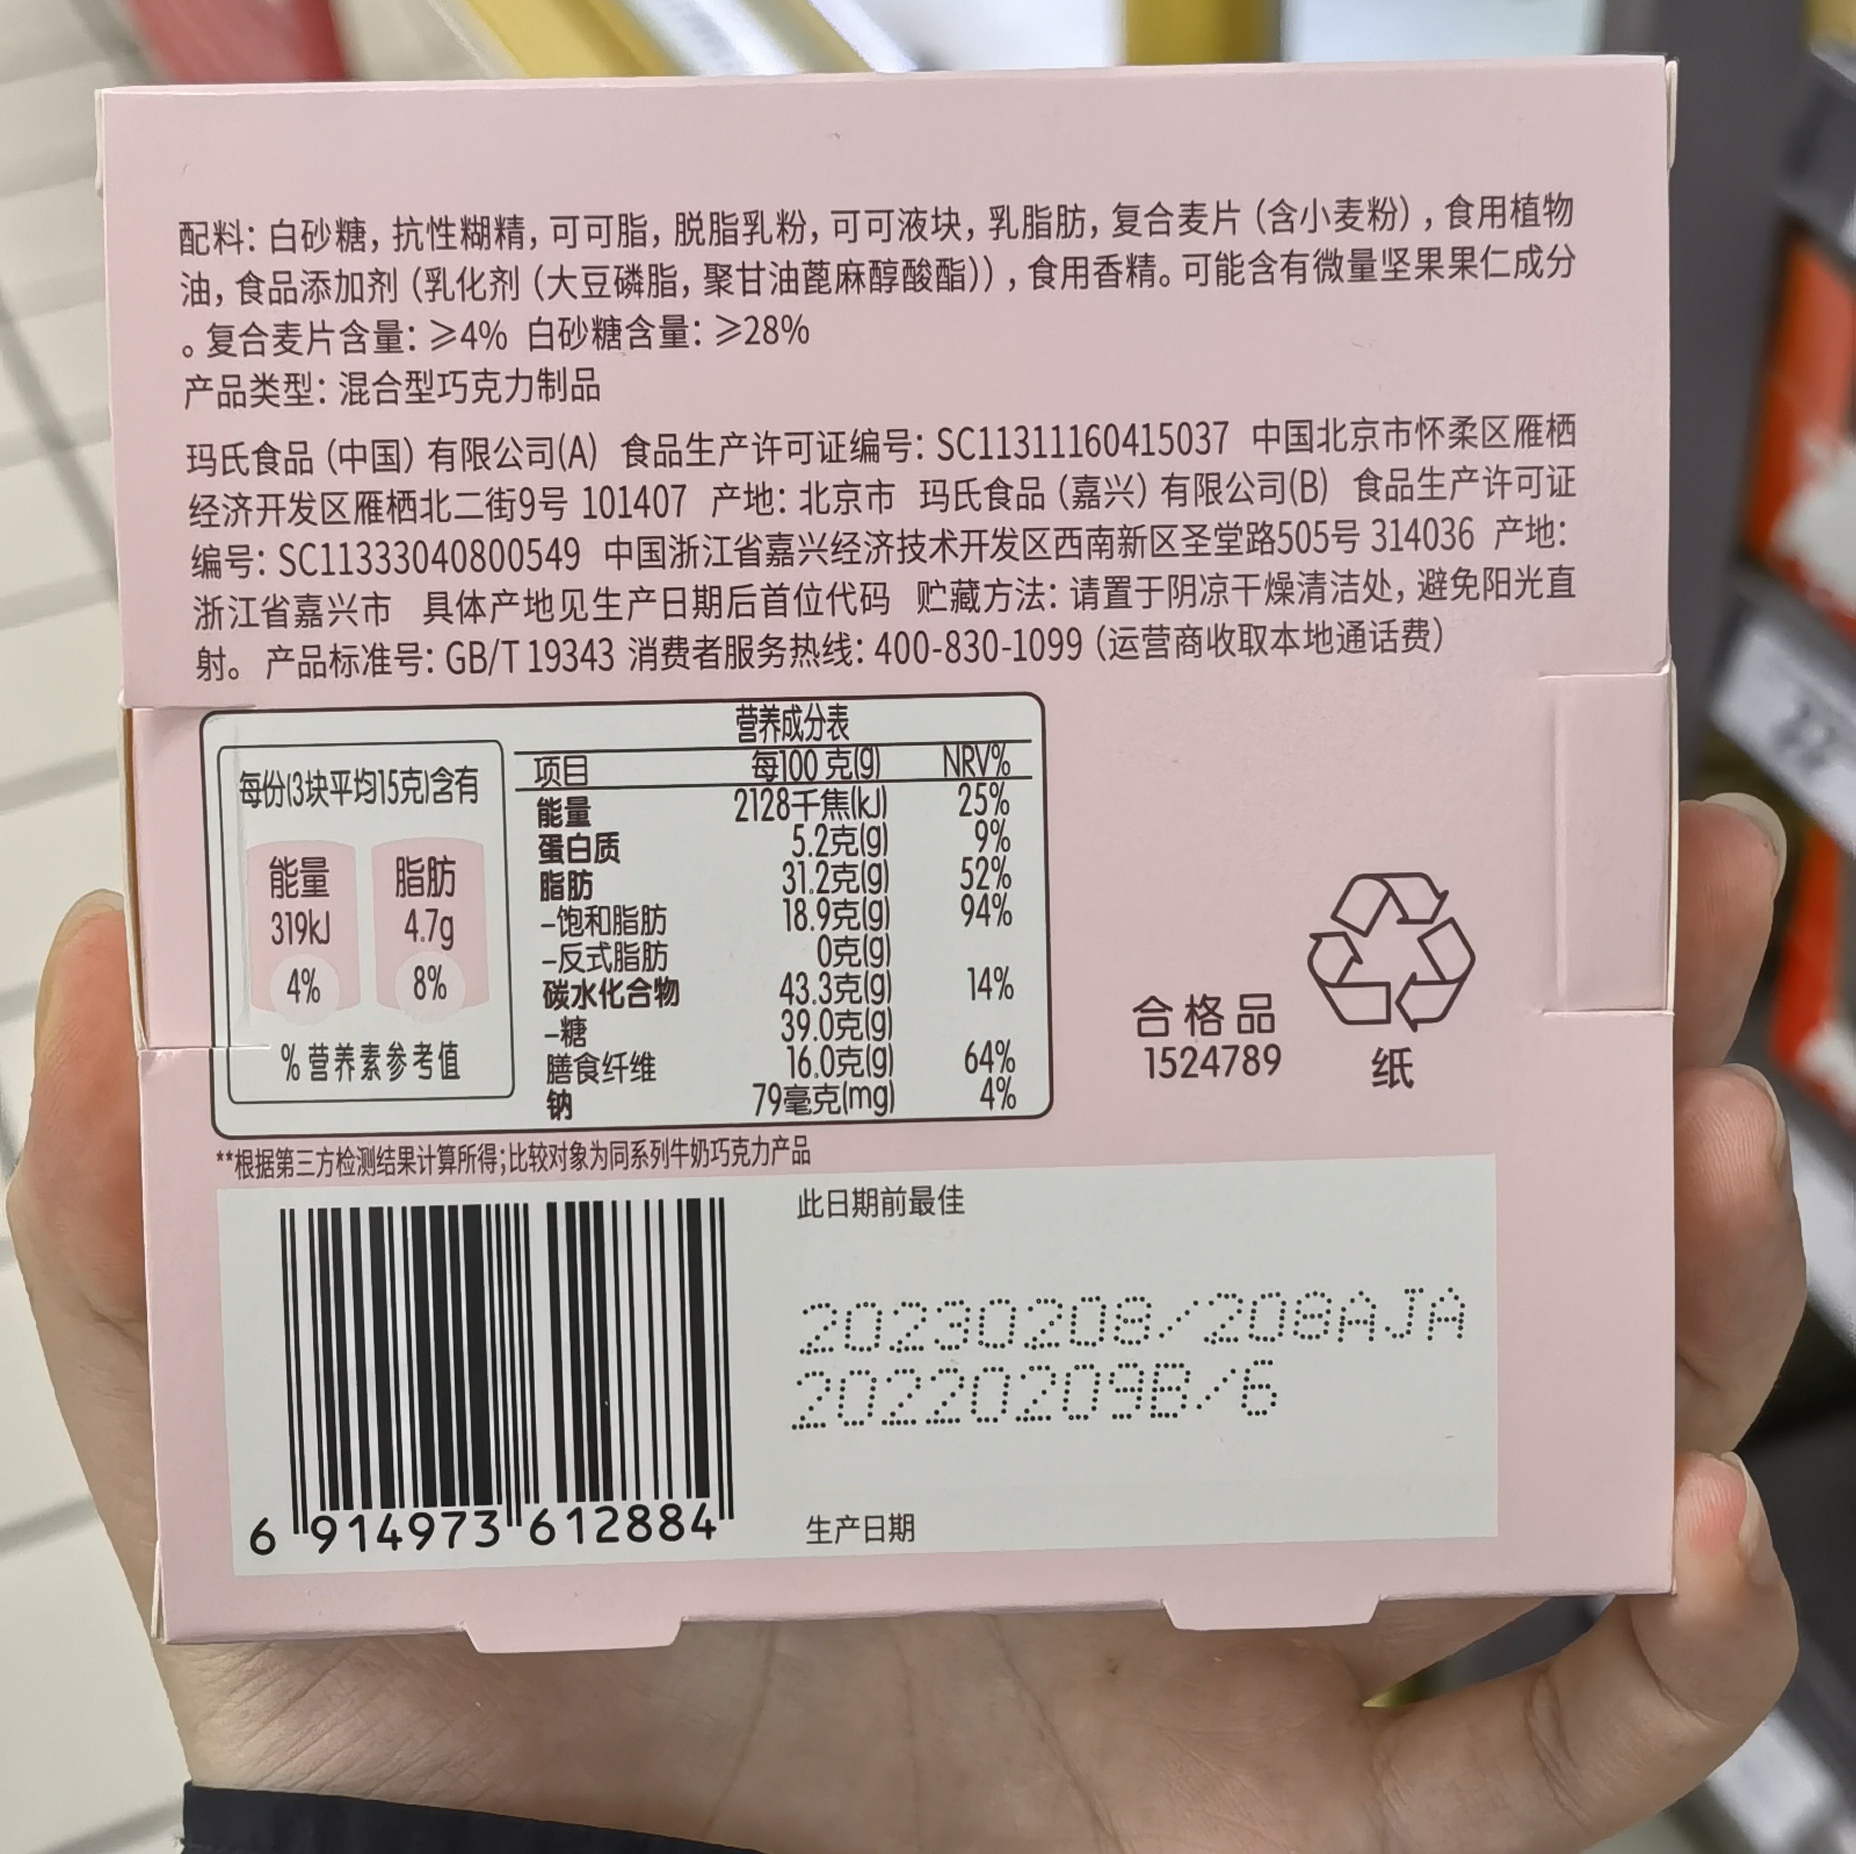 配料: 白砂糖, 抗性糊精, 可可脂, 脱脂乳粉, 可可液块, 乳脂肪, 复合麦片 (含小麦粉) , 食用植物
油, 食品添加剂 (乳化剂 (大豆磷脂, 聚甘油蓖麻醇酸酯)) , 食用香精。可能含有微量坚果果仁成分
。复合麦片含量: ≥4% 白砂糖含量: ≥28%
产品类型: 混合型巧克力制品
玛氏食品 (中国) 有限公司(A) 食品生产许可证编号: SC11311160415037 中国北京市怀柔区雁栖
经济开发区雁栖北二街9号 101407 产地: 北京市 玛氏食品 (嘉兴) 有限公司(B) 食品生产许可证
编号: SC11333040800549 中国浙江省嘉兴经济技术开发区西南新区圣堂路505号 314036 产地:
浙江省嘉兴市 具体产地见生产日期后首位代码 贮藏方法: 请置于阴凉干燥清洁处, 避免阳光直
射。 产品标准号: GB/T 19343 消费者服务热线: 400-830-1099 (运营商收取本地通话费)
每份(3块平均15克)含有
能量 脂肪
319kJ 4.7g
4% 8%
% 营养素参考值
营养成分表
项目 每100 克(g) NRV%
能量 2128千焦(kJ) 25%
蛋白质 5.2克(g) 9%
脂肪 31.2克(g) 52%
-饱和脂肪 18.9克(g) 94%
-反式脂肪 0克(g)
碳水化合物 43.3克(g) 14%
-糖 39.0克(g)
膳食纤维 16.0克(g) 64%
钠 79毫克(mg) 4%
合格品
1524789
纸
**根据第三方检测结果计算所得;比较对象为同系列牛奶巧克力产品
6 914973 612884
此日期前最佳
20230208/208AJA
20220209B/6
生产日期